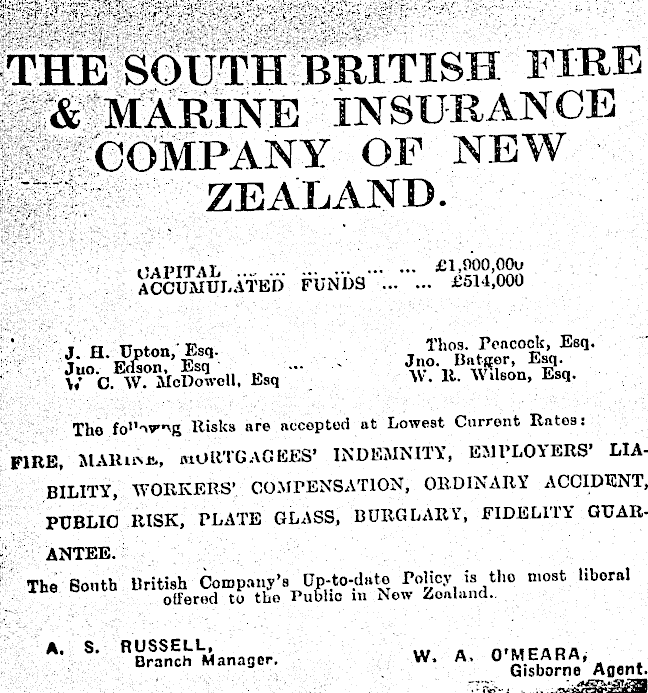 THE SOUTH BRITISH FIRE
& MARINE INSURANCE
COMPANY OF NEW
ZEALAND.
CAPITAL ... ... ... ... ... ... £1,900,000
ACCUMULATED FUNDS ... ... £514,000
J. H. Upton, Esq. Thos. Peacock, Esq.
Jno. Edson, Esq ... Jno. Batger, Esq.
W C. W. McDowell, Esq W. R. Wilson, Esq.
The following Risks are accepted at Lowest Current Rates:
FIRE, MARINE, MORTGAGEES' INDEMNITY, EMPLOYERS' LIA-
BILITY, WORKERS' COMPENSATION, ORDINARY ACCIDENT,
PUBLIC RISK, PLATE GLASS, BURGLARY, FIDELITY GUAR-
ANTEE.
The South British Company's Up-to-date Policy is the most liberal
offered to the Public in New Zealand.
A. S. RUSSELL,
Branch Manager.
W. A. O'MEARA,
Gisborne Agent.